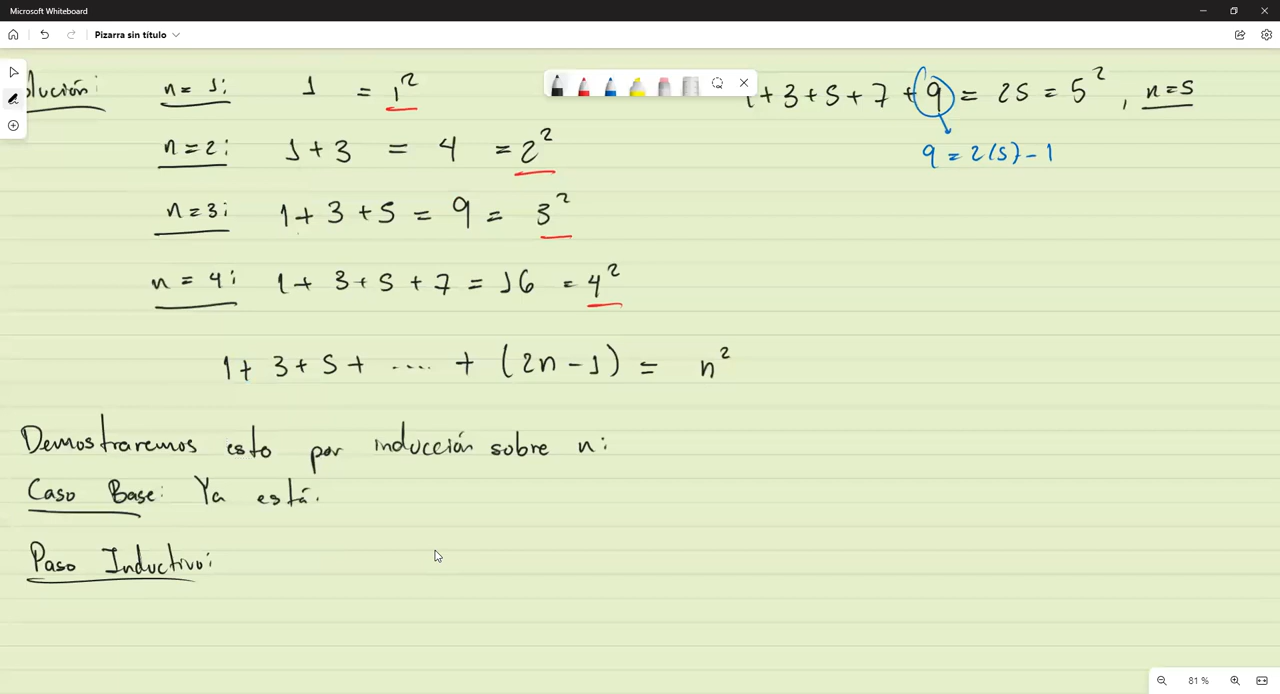 Microsoft Whiteboard
Pizarra sin título
n = 1: 1 = 1²
1 + 3 + 5 + 7 + 9 = 25 = 5², n = 5
9 = 2(5) - 1
n = 2: 1 + 3 = 4 = 2²
n = 3: 1 + 3 + 5 = 9 = 3²
n = 4: 1 + 3 + 5 + 7 = 16 = 4²
1 + 3 + 5 + .... + (2n - 1) = n²
Demostraremos esto por inducción sobre n:
Caso Base: Ya está.
Paso Inductivo:
81 %